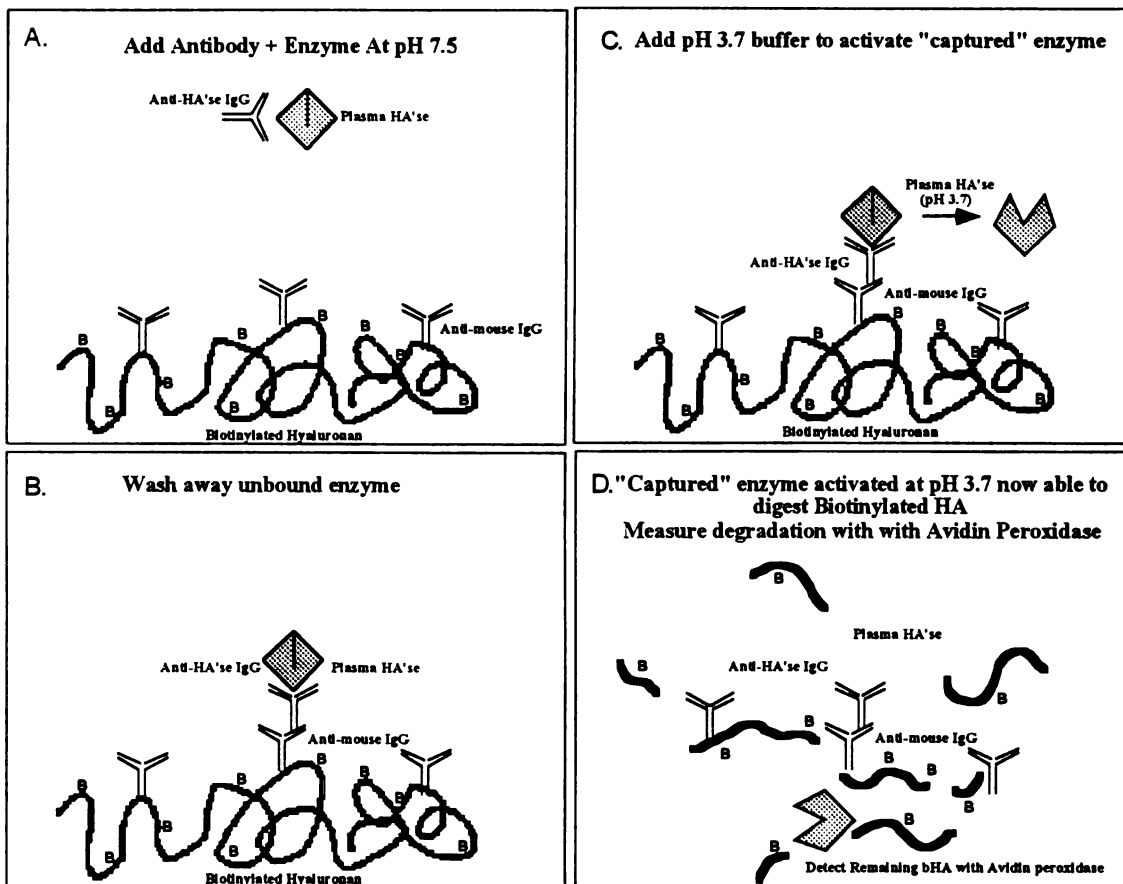 A.
Add Antibody + Enzyme At pH 7.5
Anti-HA'se IgG
Plasma HA'se
B
B
B
B
B
B
B
B
B
Anti-mouse IgG
Biotinylated Hyaluronan
B.
Wash away unbound enzyme
Anti-HA'se IgG
Plasma HA'se
Anti-mouse IgG
B
B
B
B
B
B
B
B
B
Biotinylated Hyaluronan
C. Add pH 3.7 buffer to activate "captured" enzyme
Plasma HA'se
(pH 3.7)
Anti-HA'se IgG
Anti-mouse IgG
B
B
B
B
B
B
B
B
B
Biotinylated Hyaluronan
D. "Captured" enzyme activated at pH 3.7 now able to
digest Biotinylated HA
Measure degradation with with Avidin Peroxidase
B
Plasma HA'se
B
Anti-HA'se IgG
B
B
B
Anti-mouse IgG
B
B
B
B
B
Detect Remaining bHA with Avidin peroxidase